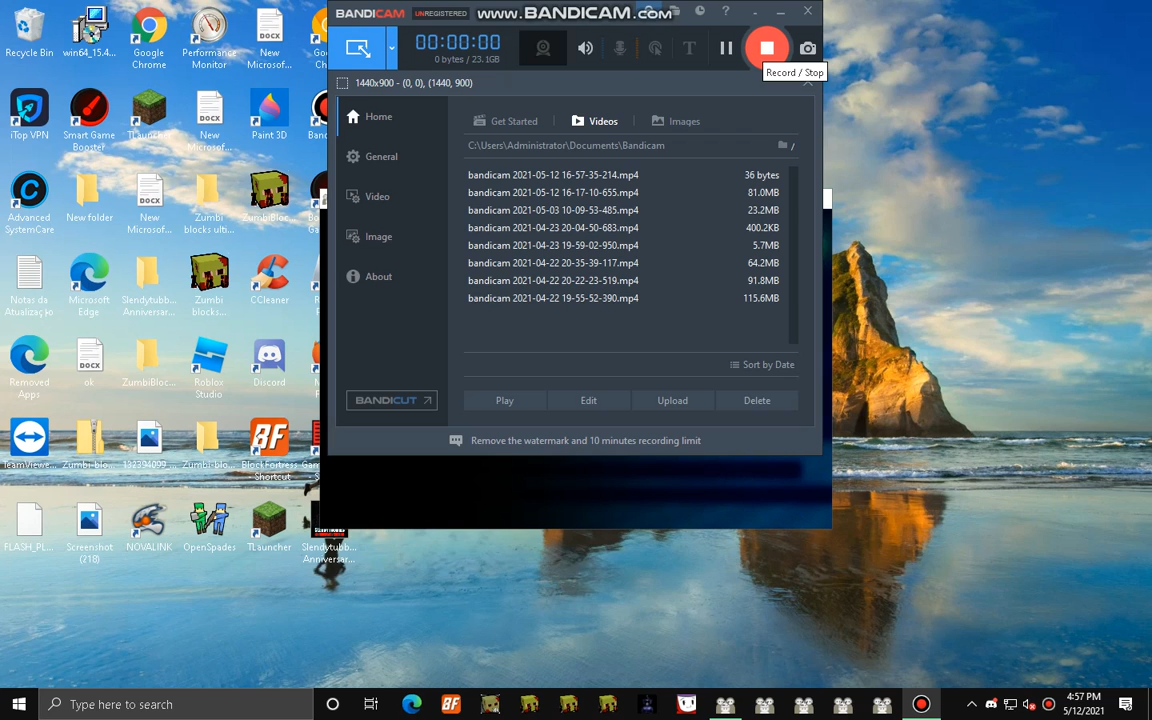 BANDICAM UNREGISTERED www.BANDICAM.com
00:00:00
0 bytes / 23.1GB
Record / Stop
1440x900 - (0, 0), (1440, 900)
Home
General
Video
Image
About
BANDICUT
Get Started
Videos
Images
C:\Users\Administrator\Documents\Bandicam
bandicam 2021-05-12 16-57-35-214.mp4 36 bytes
bandicam 2021-05-12 16-17-10-655.mp4 81.0MB
bandicam 2021-05-03 10-09-53-485.mp4 23.2MB
bandicam 2021-04-23 20-04-50-683.mp4 400.2KB
bandicam 2021-04-23 19-59-02-950.mp4 5.7MB
bandicam 2021-04-22 20-35-39-117.mp4 64.2MB
bandicam 2021-04-22 20-22-23-519.mp4 91.8MB
bandicam 2021-04-22 19-55-52-390.mp4 115.6MB
Sort by Date
Play Edit Upload Delete
Remove the watermark and 10 minutes recording limit
Recycle Bin
win64_15.4...
Google
Chrome
Performance
Monitor
New
Microsof...
iTop VPN
Smart Game
Booster
TLauncher
New
Microsof...
Paint 3D
Advanced
SystemCare
New folder
New
Microsof...
Zumbi
blocks ulti...
ZumbiBloc...
Notas da
Atualizaç
Microsoft
Edge
Slendytubb...
Anniversar...
Zumbi
blocks...
CCleaner
Removed
Apps
ok
ZumbiBloc...
Roblox
Studio
Discord
TeamViewe...
Zumbi-blo...
132394099_...
Zumbi-blo...
BlockFortress
- Shortcut
FLASH_PL...
Screenshot
(218)
NOVALINK
OpenSpades
TLauncher
Slendytubb...
Anniversar...
Type here to search
4:57 PM
5/12/2021